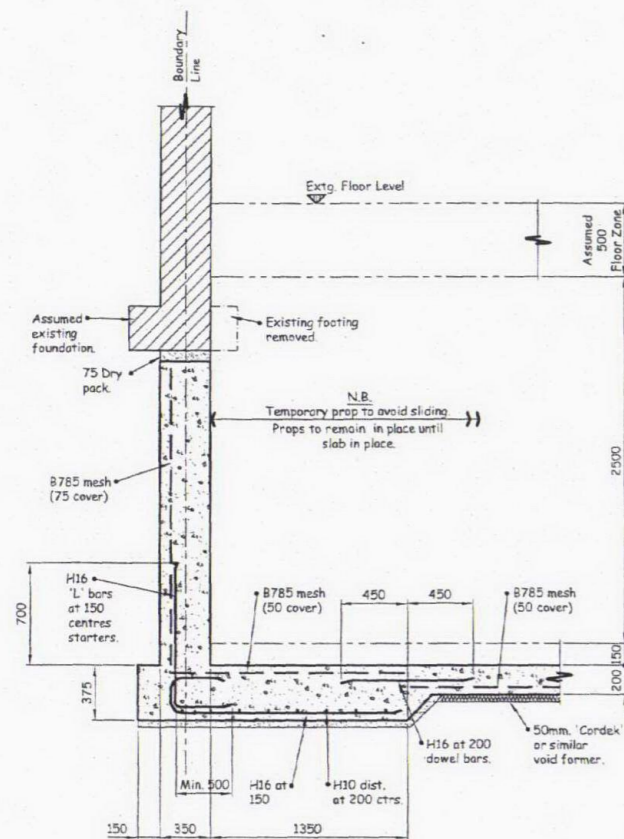 Boundary
Line
Extg. Floor Level
Assumed
500
Floor Zone
Assumed
existing
foundation.
Existing footing
removed.
75 Dry
pack.
N.B.
Temporary prop to avoid sliding.
Props to remain in place until
slab in place.
2500
B785 mesh
(75 cover)
H16
'L' bars
at 150
centres
starters.
700
B785 mesh
(50 cover)
450
450
B785 mesh
(50 cover)
150
200
375
Min. 500
H16 at
150
H10 dist.
at 200 ctrs.
H16 at 200
dowel bars.
50mm. 'Cordek'
or similar
void former.
150
350
1350